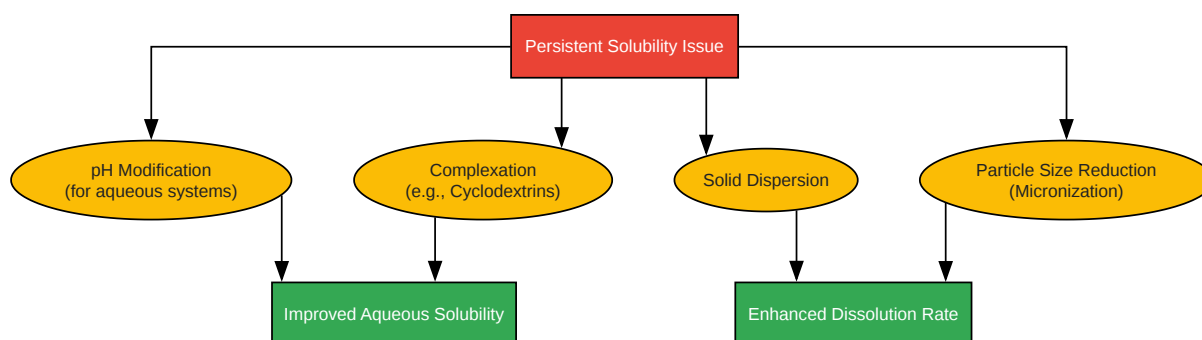 Persistent Solubility Issue
pH Modification
(for aqueous systems)
Complexation
(e.g., Cyclodextrins)
Solid Dispersion
Particle Size Reduction
(Micronization)
Improved Aqueous Solubility
Enhanced Dissolution Rate